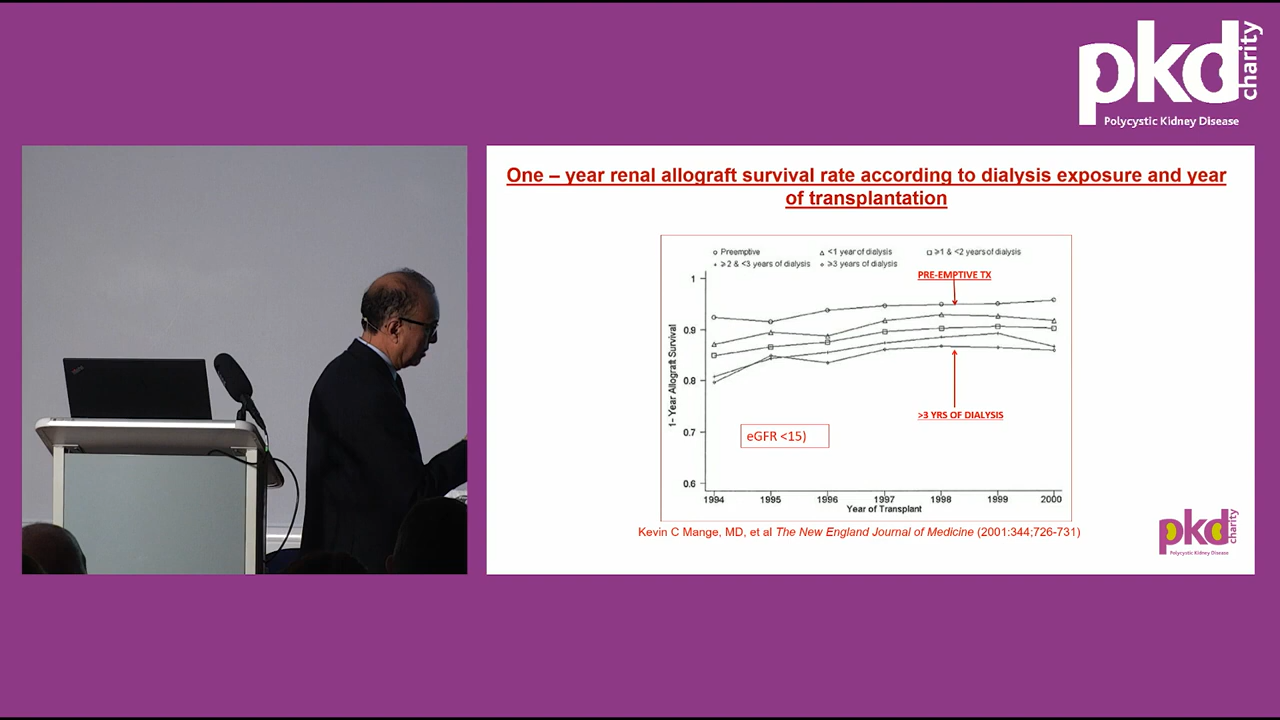 pkd charity
Polycystic Kidney Disease
One – year renal allograft survival rate according to dialysis exposure and year
of transplantation
Preemptive
<1 year of dialysis
⩾1 & <2 years of dialysis
⩾2 & <3 years of dialysis
⩾3 years of dialysis
PRE-EMPTIVE TX
1
0.9
0.8
0.7
0.6
1- Year Allograft Survival
>3 YRS OF DIALYSIS
eGFR <15)
1994 1995 1996 1997 1998 1999 2000
Year of Transplant
Kevin C Mange, MD, et al The New England Journal of Medicine (2001:344;726-731)
pkd charity
Polycystic Kidney Disease